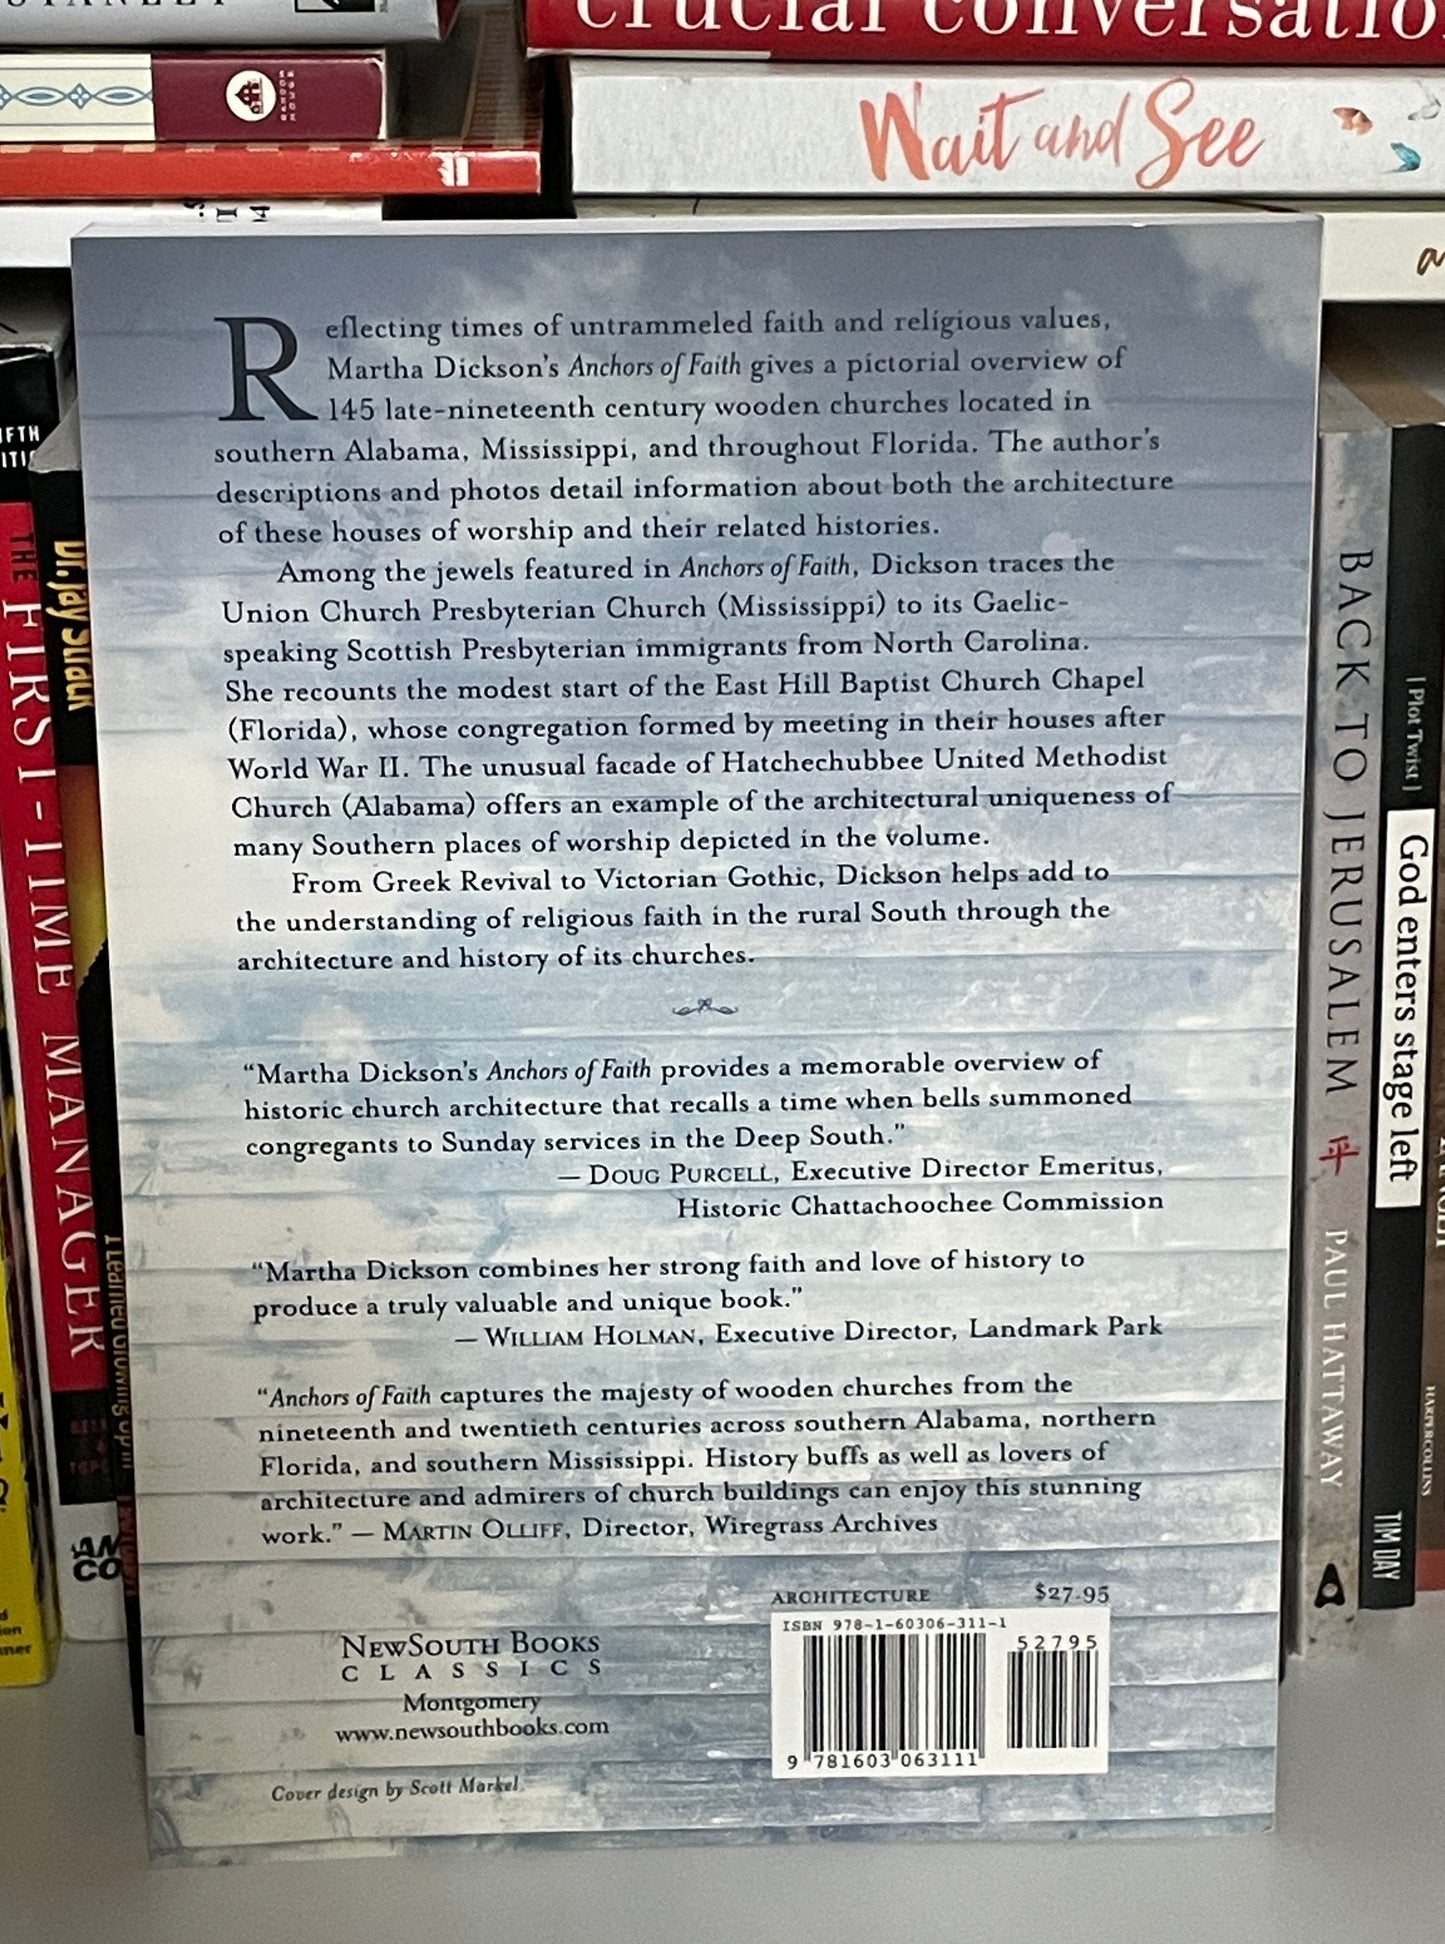 crucial conversatio
Wait and See
Reflecting times of untrammeled faith and religious values,
Martha Dickson's Anchors of Faith gives a pictorial overview of
145 late-nineteenth century wooden churches located in
southern Alabama, Mississippi, and throughout Florida. The author's
descriptions and photos detail information about both the architecture
of these houses of worship and their related histories.
Among the jewels featured in Anchors of Faith, Dickson traces the
Union Church Presbyterian Church (Mississippi) to its Gaelic-
speaking Scottish Presbyterian immigrants from North Carolina.
She recounts the modest start of the East Hill Baptist Church Chapel
(Florida), whose congregation formed by meeting in their houses after
World War II. The unusual facade of Hatchechubbee United Methodist
Church (Alabama) offers an example of the architectural uniqueness of
many Southern places of worship depicted in the volume.
From Greek Revival to Victorian Gothic, Dickson helps add to
the understanding of religious faith in the rural South through the
architecture and history of its churches.
“Martha Dickson's Anchors of Faith provides a memorable overview of
historic church architecture that recalls a time when bells summoned
congregants to Sunday services in the Deep South.”
— Doug Purcell, Executive Director Emeritus,
Historic Chattachoochee Commission
“Martha Dickson combines her strong faith and love of history to
produce a truly valuable and unique book.”
— William Holman, Executive Director, Landmark Park
“Anchors of Faith captures the majesty of wooden churches from the
nineteenth and twentieth centuries across southern Alabama, northern
Florida, and southern Mississippi. History buffs as well as lovers of
architecture and admirers of church buildings can enjoy this stunning
work.” — Martin Olliff, Director, Wiregrass Archives
ARCHITECTURE $27.95
ISBN 978-1-60306-311-1
52795
9 781603 063111
NewSouth Books
CLASSICS
Montgomery
www.newsouthbooks.com
Cover design by Scott Markel
THE FIRST-TIME MANAGER
Dr. Jay Strack
BACK TO JERUSALEM 平 PAUL HATTAWAY
| Plot Twist |
God enters stage left
TIM DAY
HARPERCOLLINS